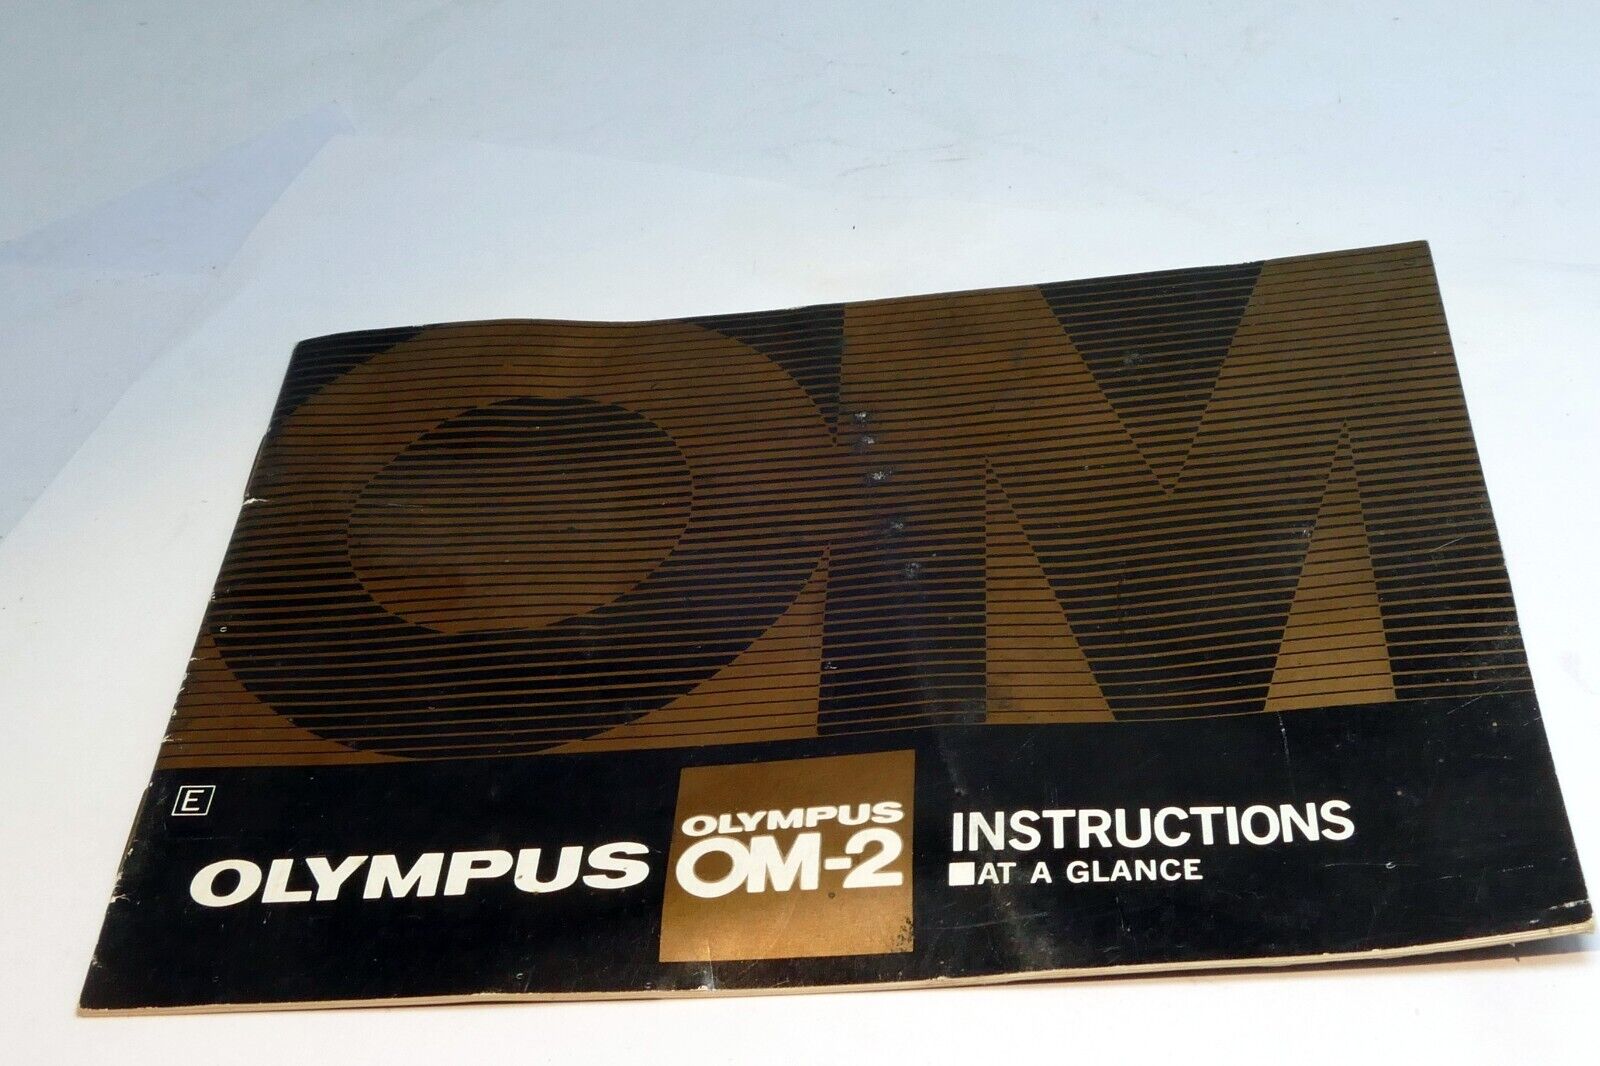 OM
E
OLYMPUS
OLYMPUS
OM-2
INSTRUCTIONS
■AT A GLANCE